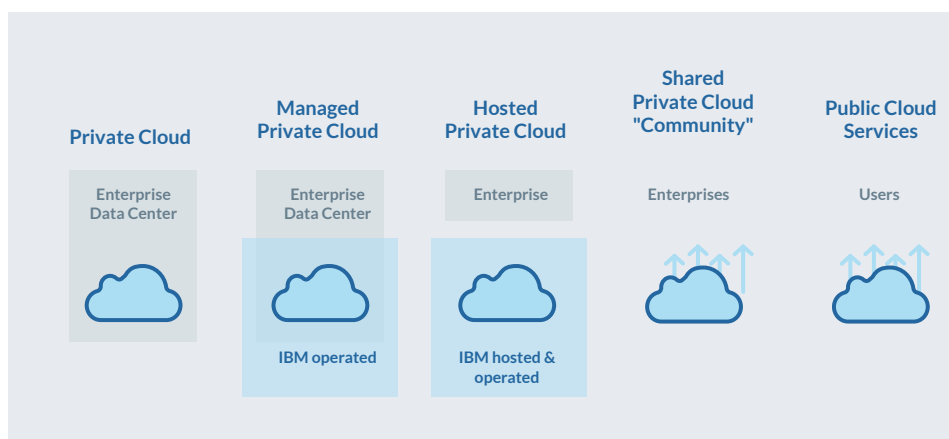 Private Cloud
Enterprise
Data Center
Managed
Private Cloud
Enterprise
Data Center
IBM operated
Hosted
Private Cloud
Enterprise
IBM hosted &
operated
Shared
Private Cloud
"Community"
Enterprises
Public Cloud
Services
Users